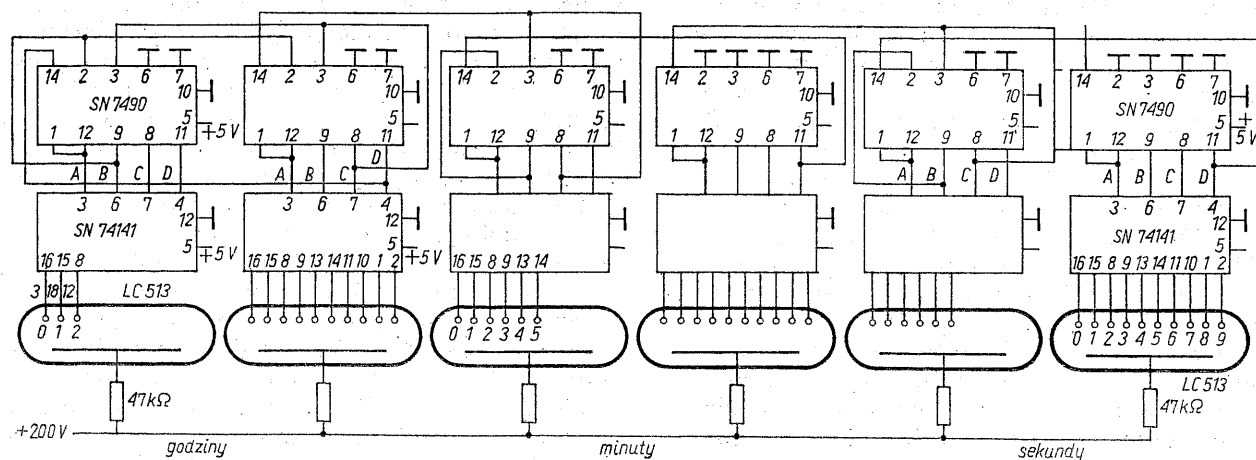 14 2 3 6 7 14 2 3 6 7 14 2 3 6 7 14 2 3 6 7 14 2 3 6 7 14 2 3 6 7
SN 7490 10 10 10 10 10 SN 7490 10
5 +5V 5 5 5 5 5 +5V
1 12 9 8 11 1 12 9 8 11 1 12 9 8 11 1 12 9 8 11 1 12 9 8 11 1 12 9 8 11
A B C D A B C D A B C D A B C D
3 6 7 4 3 6 7 4 3 6 7 4
SN 74141 12 12 SN 74141 12
5 +5V 5 +5V 5
16 15 8 16 15 8 9 13 14 11 10 1 2 16 15 8 9 13 14 16 15 8 9 13 14 11 10 1 2
3 18 12 LC 513
0 1 2 0 1 2 3 4 5 0 1 2 3 4 5 6 7 8 9
LC 513
47kΩ 47kΩ
+200V
godziny minuty sekundy